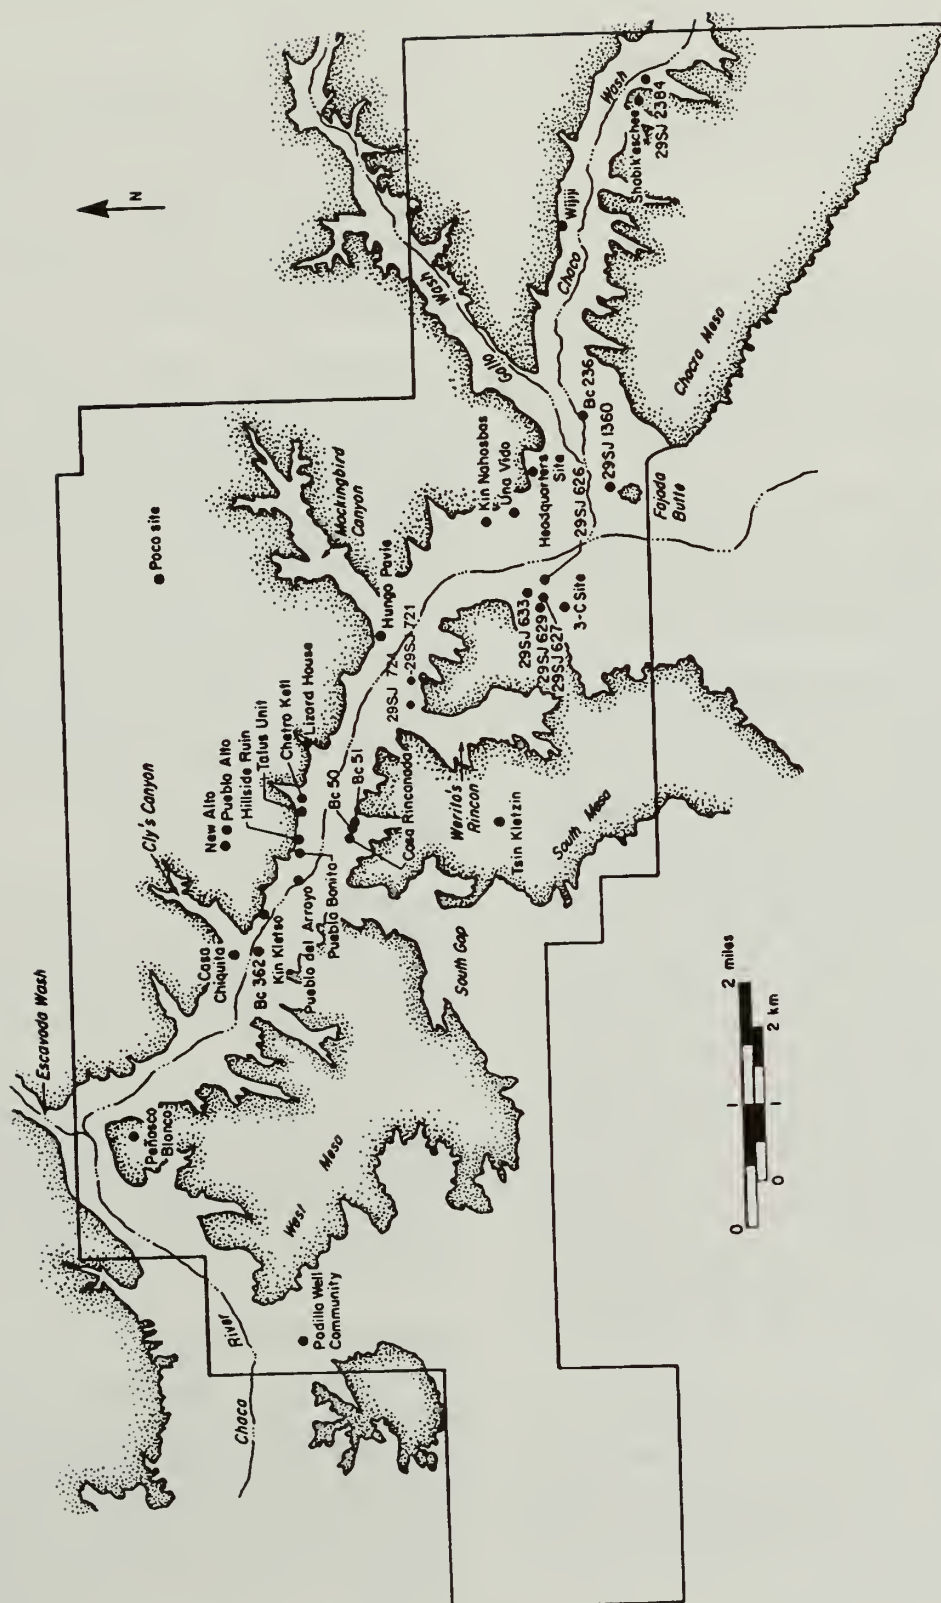 Escavada Wash
Cly's Canyon
Casa
Chiquita
Bc 362
Kin Kletso
Pueblo del Arroyo
Pueblo Bonito
New Alto
Pueblo Alto
Hillside Ruin
Talus Unit
Chetro Ketl
Lizard House
Poco site
N
Mockingbird
Canyon
Hungo Pavie
Bc 50
Bc 51
Casa Rinconada
29SJ 724
29SJ 721
Werito's
Rincon
Tsin Kletzin
South Mesa
South Gap
Peñasco
Blanco
West Mesa
Padilla Well
Community
Chaco River
Kin Nahasbas
Una Vida
Headquarters
Site
29SJ 626
29SJ 633
29SJ 629
29SJ 627
3-C Site
Gallo Wash
Wijiji
Chaco Wash
Shabik'eschee
29SJ 2384
Bc 236
29SJ 1360
Fajada
Butte
Chacra Mesa
0 1 2 miles
0 1 2 km